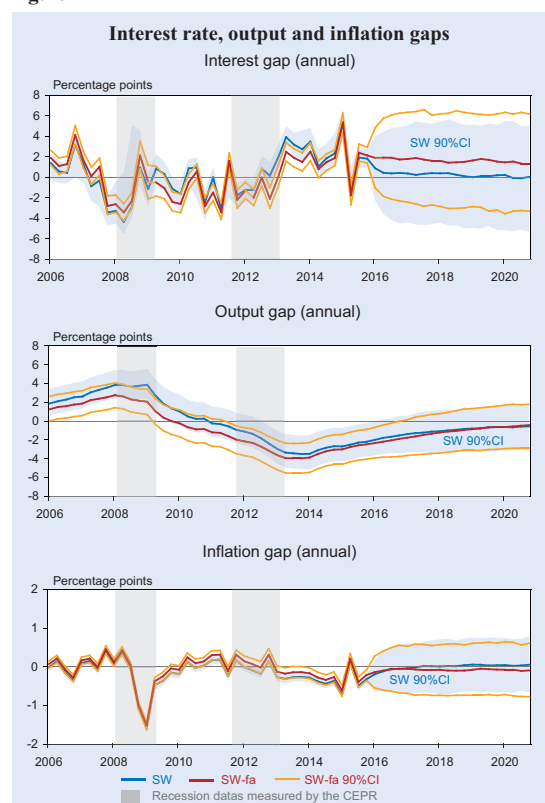 Interest rate, output and inflation gaps
Interest gap (annual)
Percentage points
8
6
4
2
0
-2
-4
-6
-8
SW 90%CI
2006 2008 2010 2012 2014 2016 2018 2020
Output gap (annual)
Percentage points
8
6
4
2
0
-2
-4
-6
-8
SW 90%CI
2006 2008 2010 2012 2014 2016 2018 2020
Inflation gap (annual)
Percentage points
2
1
0
-1
-2
SW 90%CI
2006 2008 2010 2012 2014 2016 2018 2020
SW SW-fa SW-fa 90%CI
Recession datas measured by the CEPR